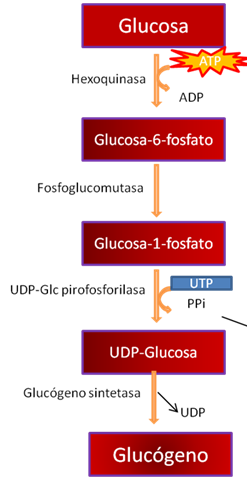 Glucosa
ATP
Hexoquinasa
ADP
Glucosa-6-fosfato
Fosfoglucomutasa
Glucosa-1-fosfato
UDP-Glc pirofosforilasa
UTP
PPi
UDP-Glucosa
Glucógeno sintetasa
UDP
Glucógeno